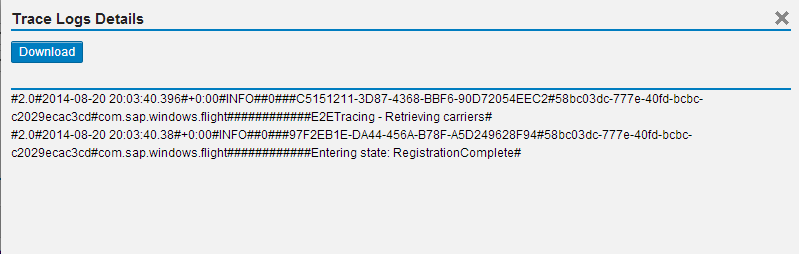 Trace Logs Details
Download
#2.0#2014-08-20 20:03:40.396#+0:00#INFO##0###C5151211-3D87-4368-BBF6-90D72054EEC2#58bc03dc-777e-40fd-bcbc-
c2029ecac3cd#com.sap.windows.flight############E2ETracing - Retrieving carriers#
#2.0#2014-08-20 20:03:40.38#+0:00#INFO##0###97F2EB1E-DA44-456A-B78F-A5D249628F94#58bc03dc-777e-40fd-bcbc-
c2029ecac3cd#com.sap.windows.flight############Entering state: RegistrationComplete#